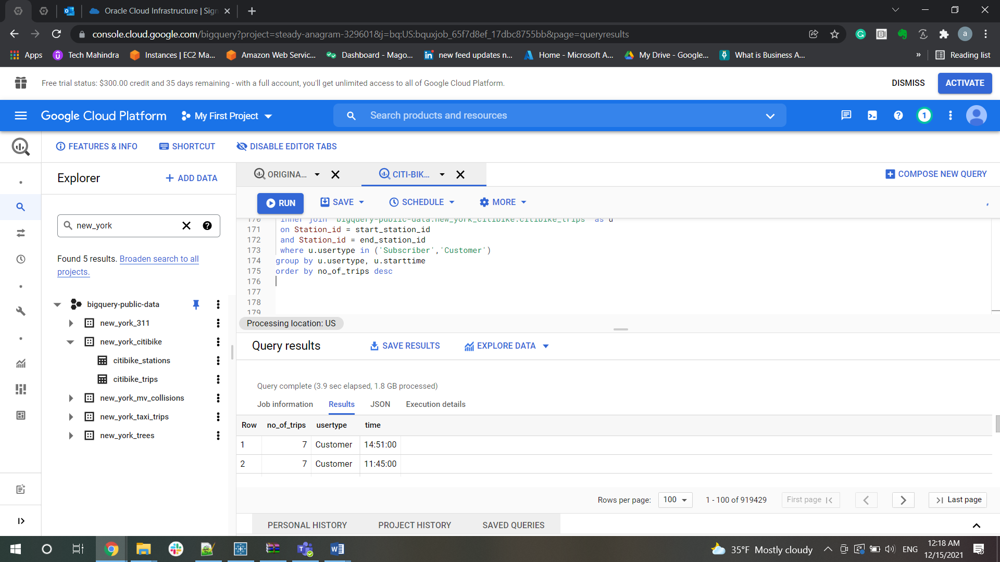 Oracle Cloud Infrastructure | Sign
console.cloud.google.com/bigquery?project=steady-anagram-329601&j=bq:US:bquxjob_65f7d8ef_17dbc8755bb&page=queryresults
a
Apps Tech Mahindra Instances | EC2 Ma... Amazon Web Servic... Dashboard - Mago... new feed updates n... Home - Microsoft A... My Drive - Google... What is Business A... » Reading list
Free trial status: $300.00 credit and 35 days remaining - with a full account, you'll get unlimited access to all of Google Cloud Platform. DISMISS ACTIVATE
Google Cloud Platform My First Project Search products and resources 1
FEATURES & INFO SHORTCUT DISABLE EDITOR TABS
Explorer + ADD DATA
ORIGINA... CITI-BIK... COMPOSE NEW QUERY
RUN SAVE SCHEDULE MORE
new_york
Found 5 results. Broaden search to all
projects.
bigquery-public-data
new_york_311
new_york_citibike
citibike_stations
citibike_trips
new_york_mv_collisions
new_york_taxi_trips
new_york_trees
170 inner join `bigquery-public-data.new_york_citibike.citibike_trips` as u
171 on Station_id = start_station_id
172 and Station_id = end_station_id
173 where u.usertype in ('Subscriber','Customer')
174 group by u.usertype, u.starttime
175 order by no_of_trips desc
176
177
178
179
Processing location: US
Query results SAVE RESULTS EXPLORE DATA
Query complete (3.9 sec elapsed, 1.8 GB processed)
Job information Results JSON Execution details
Row no_of_trips usertype time
1 7 Customer 14:51:00
2 7 Customer 11:45:00
Rows per page: 100 1 - 100 of 919429 First page Last page
PERSONAL HISTORY PROJECT HISTORY SAVED QUERIES
35°F Mostly cloudy ENG 12:18 AM
12/15/2021